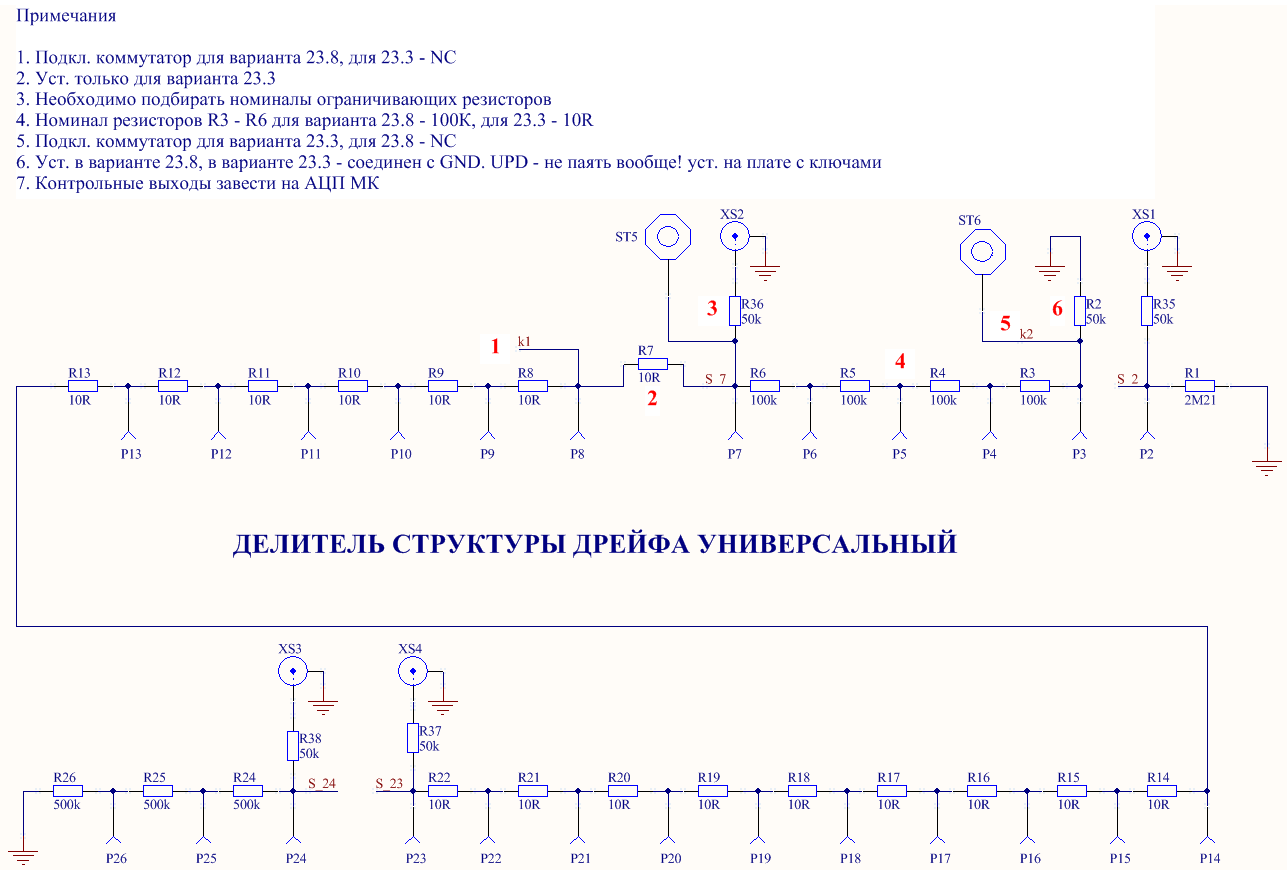 Примечания
1. Подкл. коммутатор для варианта 23.8, для 23.3 - NC
2. Уст. только для варианта 23.3
3. Необходимо подбирать номиналы ограничивающих резисторов
4. Номинал резисторов R3 - R6 для варианта 23.8 - 100К, для 23.3 - 10R
5. Подкл. коммутатор для варианта 23.3, для 23.8 - NC
6. Уст. в варианте 23.8, в варианте 23.3 - соединен с GND. UPD - не паять вообще! уст. на плате с ключами
7. Контрольные выходы завести на АЦП МК
ST5 XS2 ST6 XS1
3 R36 6 R2 R35
50k 50k 50k
1 k1 5 k2
R7 4
R13 R12 R11 R10 R9 R8 10R S_7 R6 R5 R4 R3 S_2 R1
10R 10R 10R 10R 10R 10R 2 100k 100k 100k 100k 2M21
P13 P12 P11 P10 P9 P8 P7 P6 P5 P4 P3 P2
ДЕЛИТЕЛЬ СТРУКТУРЫ ДРЕЙФА УНИВЕРСАЛЬНЫЙ
XS3 XS4
R38 R37
50k 50k
R26 R25 R24 S_24 S_23 R22 R21 R20 R19 R18 R17 R16 R15 R14
500k 500k 500k 10R 10R 10R 10R 10R 10R 10R 10R 10R
P26 P25 P24 P23 P22 P21 P20 P19 P18 P17 P16 P15 P14